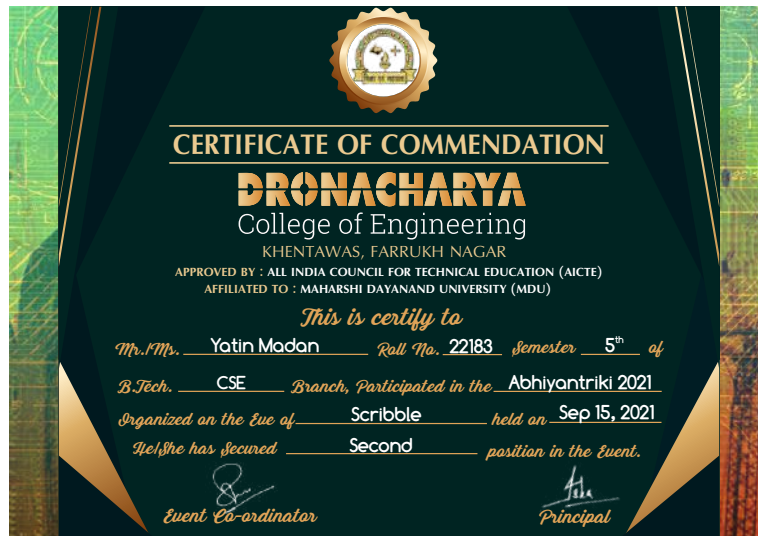 CERTIFICATE OF COMMENDATION
DRONACHARYA
College of Engineering
KHENTAWAS, FARRUKH NAGAR
APPROVED BY : ALL INDIA COUNCIL FOR TECHNICAL EDUCATION (AICTE)
AFFILIATED TO : MAHARSHI DAYANAND UNIVERSITY (MDU)
This is certify to
Mr./Ms. Yatin Madan Roll No. 22183 Semester 5th of
B.Tech. CSE Branch, Participated in the Abhiyantriki 2021
Organized on the Eve of Scribble held on Sep 15, 2021
He/She has Secured Second position in the Event.
Event Co-ordinator Principal